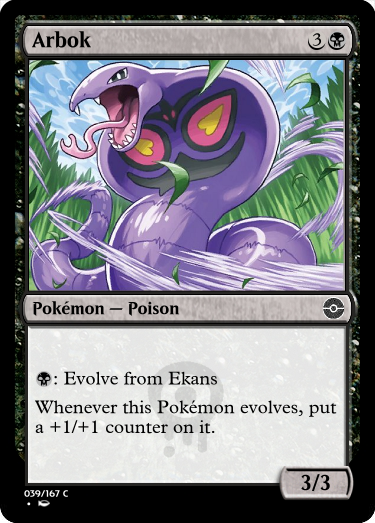 Arbok 3
Pokémon — Poison
: Evolve from Ekans
Whenever this Pokémon evolves, put
a +1/+1 counter on it.
3/3
039/167 C